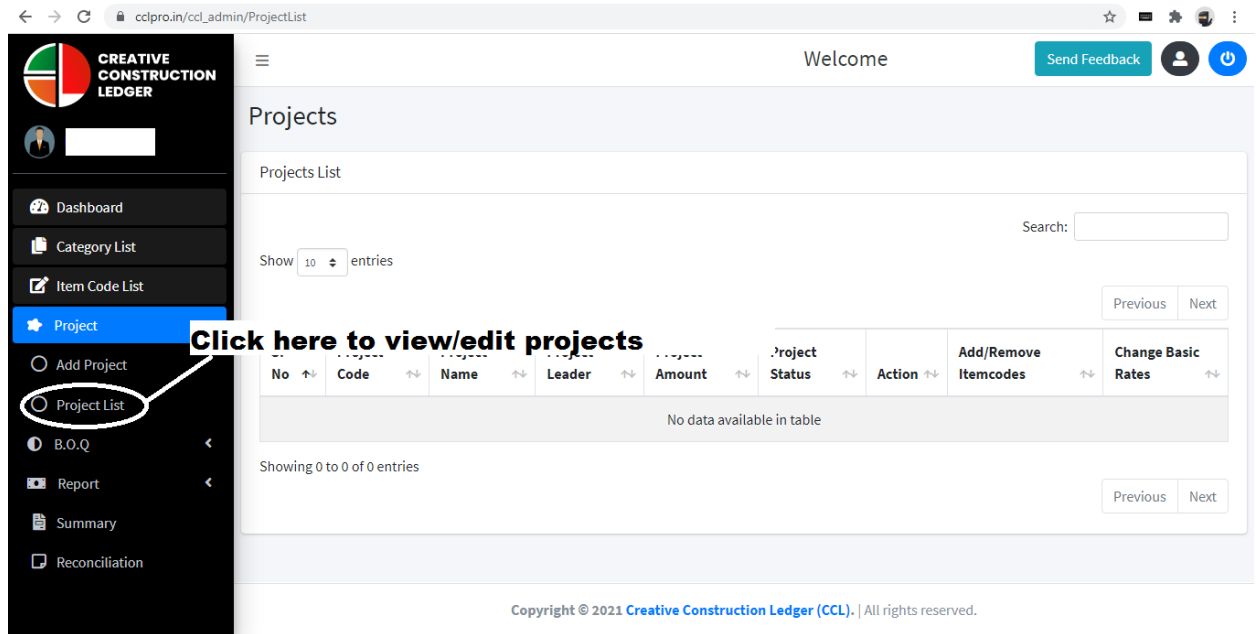 cclpro.in/ccl_admin/ProjectList
CREATIVE
CONSTRUCTION
LEDGER
Welcome
Send Feedback
Projects
Projects List
Dashboard
Category List
Item Code List
Project
Add Project
Project List
B.O.Q
Report
Summary
Reconciliation
Search:
Show 10 entries
Previous Next
Click here to view/edit projects
Project Add/Remove Change Basic
No Code Name Leader Amount Status Action Itemcodes Rates
No data available in table
Showing 0 to 0 of 0 entries
Previous Next
Copyright © 2021 Creative Construction Ledger (CCL). | All rights reserved.